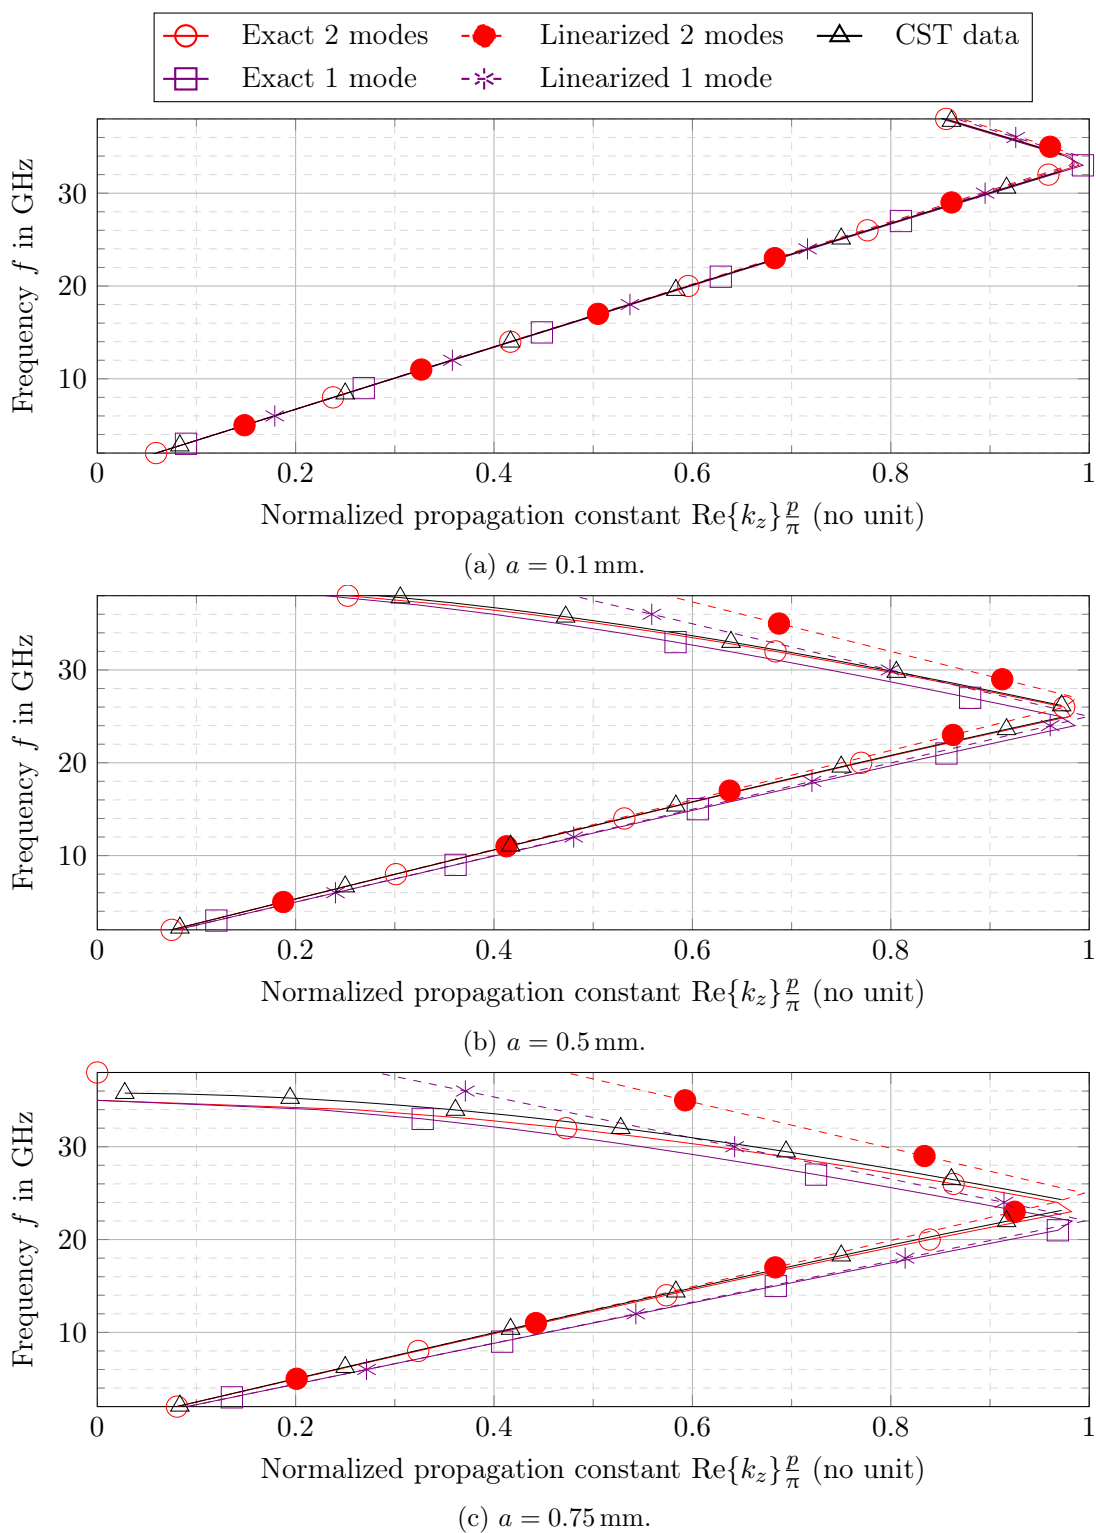 Exact 2 modes Linearized 2 modes CST data
Exact 1 mode Linearized 1 mode
Frequency f in GHz
30
20
10
0 0.2 0.4 0.6 0.8 1
Normalized propagation constant Re{k_z} p/π (no unit)
(a) a = 0.1 mm.
Frequency f in GHz
30
20
10
0 0.2 0.4 0.6 0.8 1
Normalized propagation constant Re{k_z} p/π (no unit)
(b) a = 0.5 mm.
Frequency f in GHz
30
20
10
0 0.2 0.4 0.6 0.8 1
Normalized propagation constant Re{k_z} p/π (no unit)
(c) a = 0.75 mm.